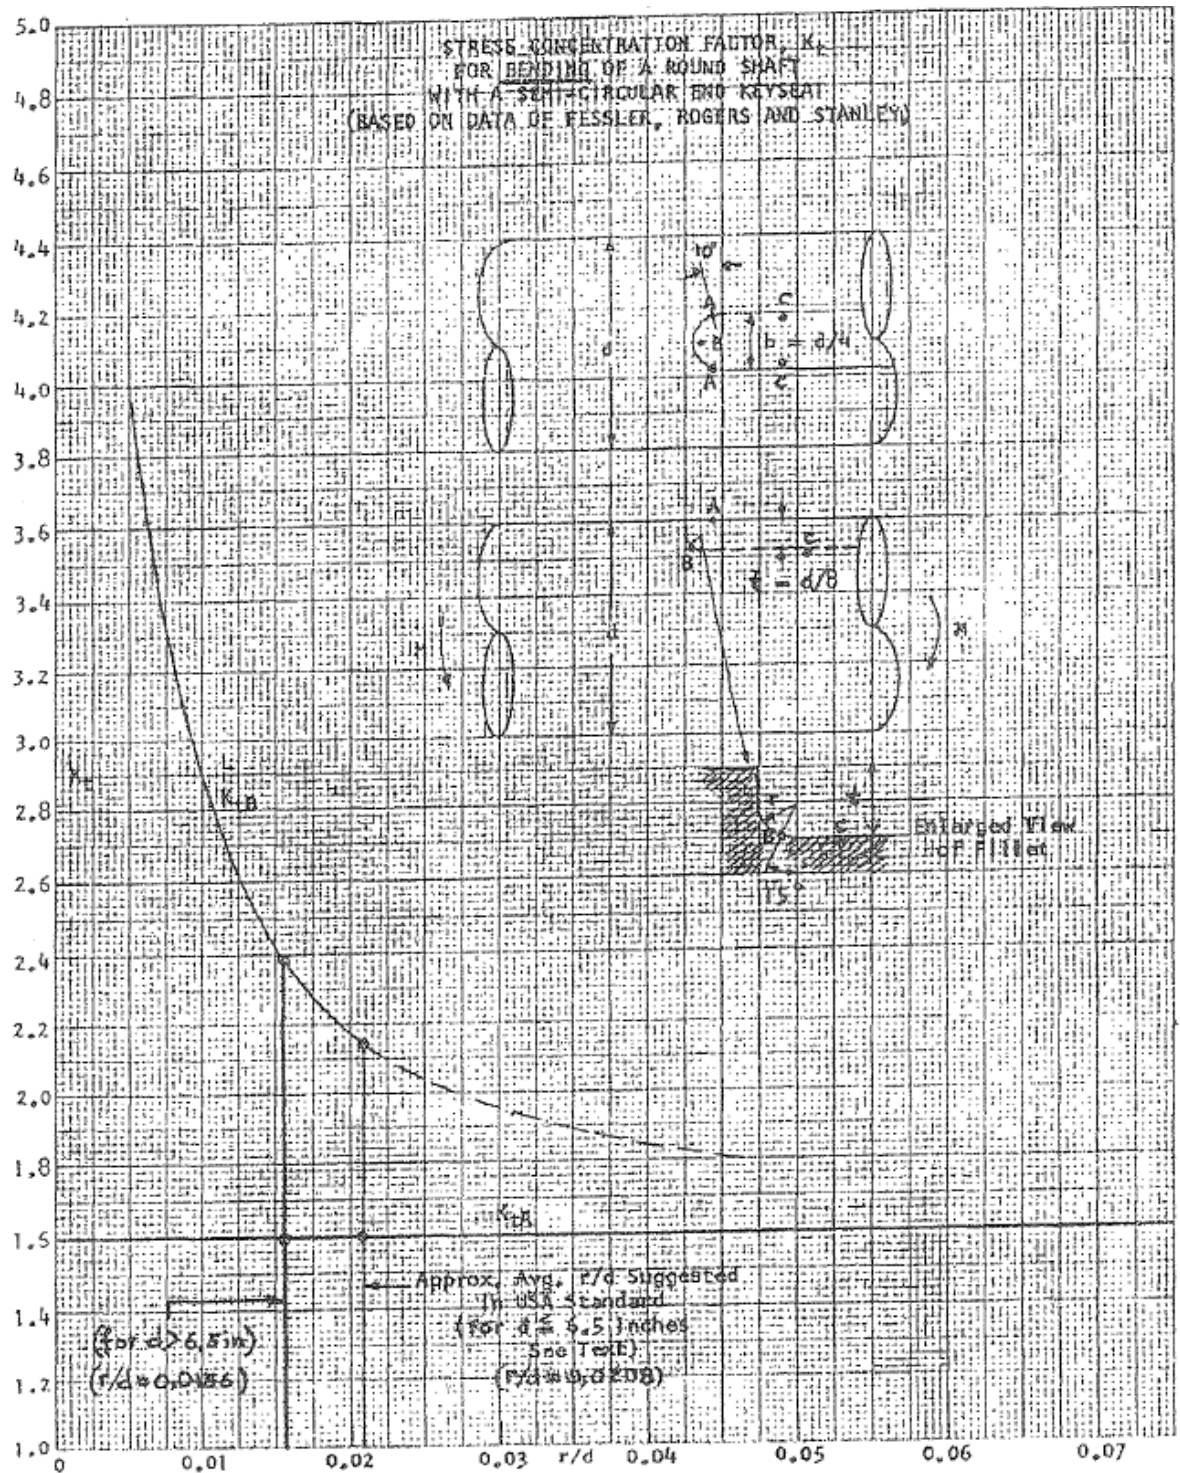 STRESS CONCENTRATION FACTOR, Kt
FOR BENDING OF A ROUND SHAFT
WITH A SEMI-CIRCULAR END KEYSEAT
(BASED ON DATA OF FESSLER, ROGERS AND STANLEY)
5.0
4.8
4.6
4.4
4.2
4.0
3.8
3.6
3.4
3.2
3.0
2.8
2.6
2.4
2.2
2.0
1.8
1.6
1.4
1.2
1.0
Kt
10°
A
B
A
C
C
d
b = d/4
A
B
C
t = d/8
d
M
M
KtB
r
B
15°
C
t
Enlarged View
of Fillet
KtA
Approx. Avg. r/d Suggested
in USA Standard
(For d ≦ 6.5 Inches
See Text)
(r/d = 0.0208)
(for d > 6.5 in)
(r/d = 0.0156)
0 0.01 0.02 0.03 r/d 0.04 0.05 0.06 0.07